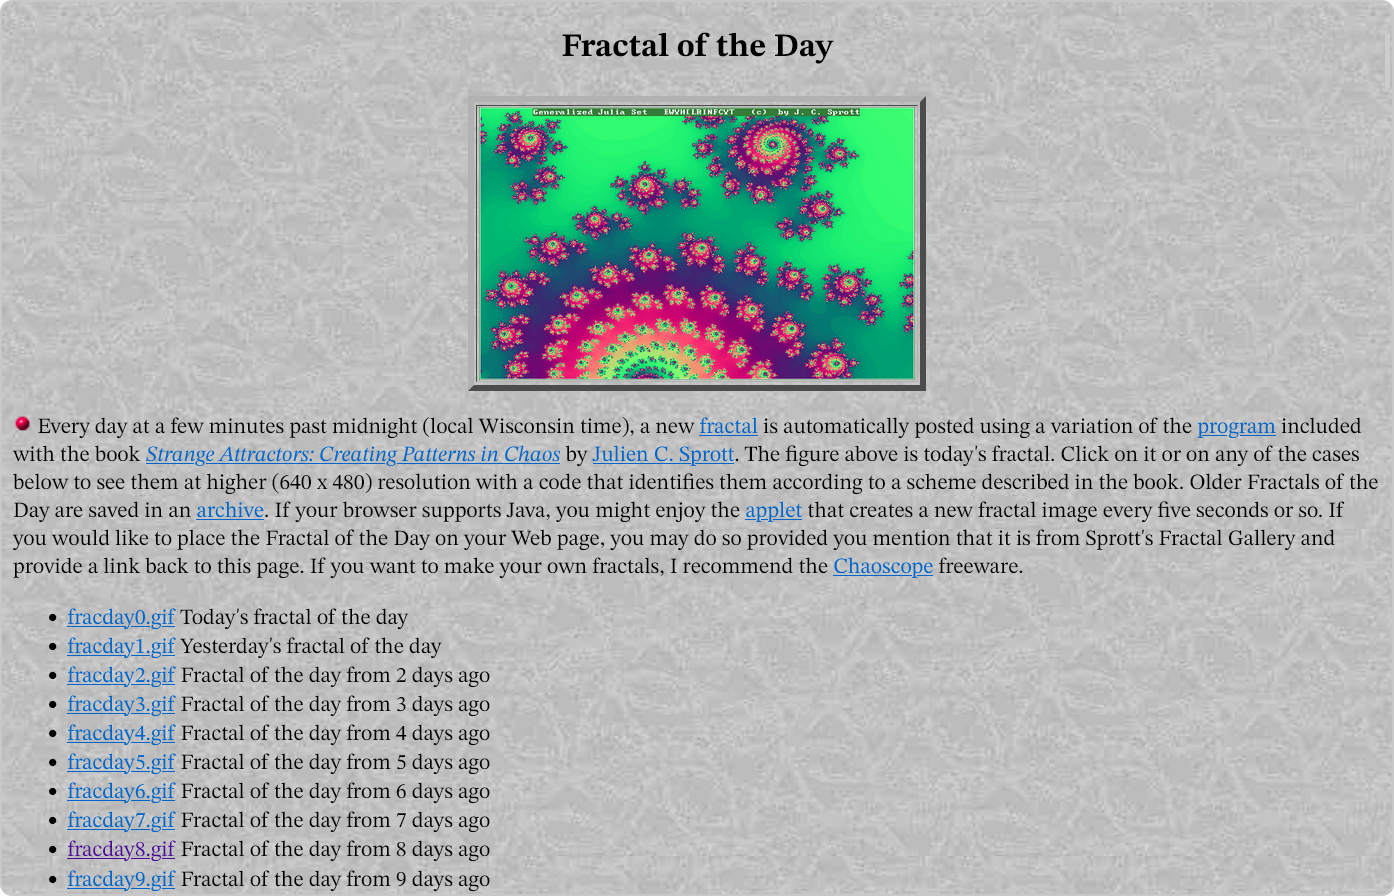 Fractal of the Day
Generalized Julia Set EWVH[LRINFCVT (c) by J. C. Sprott
Every day at a few minutes past midnight (local Wisconsin time), a new fractal is automatically posted using a variation of the program included
with the book Strange Attractors: Creating Patterns in Chaos by Julien C. Sprott. The figure above is today's fractal. Click on it or on any of the cases
below to see them at higher (640 x 480) resolution with a code that identifies them according to a scheme described in the book. Older Fractals of the
Day are saved in an archive. If your browser supports Java, you might enjoy the applet that creates a new fractal image every five seconds or so. If
you would like to place the Fractal of the Day on your Web page, you may do so provided you mention that it is from Sprott's Fractal Gallery and
provide a link back to this page. If you want to make your own fractals, I recommend the Chaoscope freeware.
• fracday0.gif Today's fractal of the day
• fracday1.gif Yesterday's fractal of the day
• fracday2.gif Fractal of the day from 2 days ago
• fracday3.gif Fractal of the day from 3 days ago
• fracday4.gif Fractal of the day from 4 days ago
• fracday5.gif Fractal of the day from 5 days ago
• fracday6.gif Fractal of the day from 6 days ago
• fracday7.gif Fractal of the day from 7 days ago
• fracday8.gif Fractal of the day from 8 days ago
• fracday9.gif Fractal of the day from 9 days ago